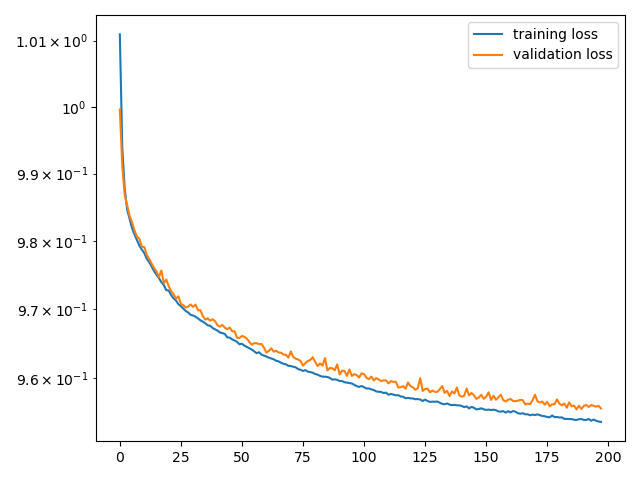 1.01 × 10⁰
10⁰
9.9 × 10⁻¹
9.8 × 10⁻¹
9.7 × 10⁻¹
9.6 × 10⁻¹
training loss
validation loss
0 25 50 75 100 125 150 175 200